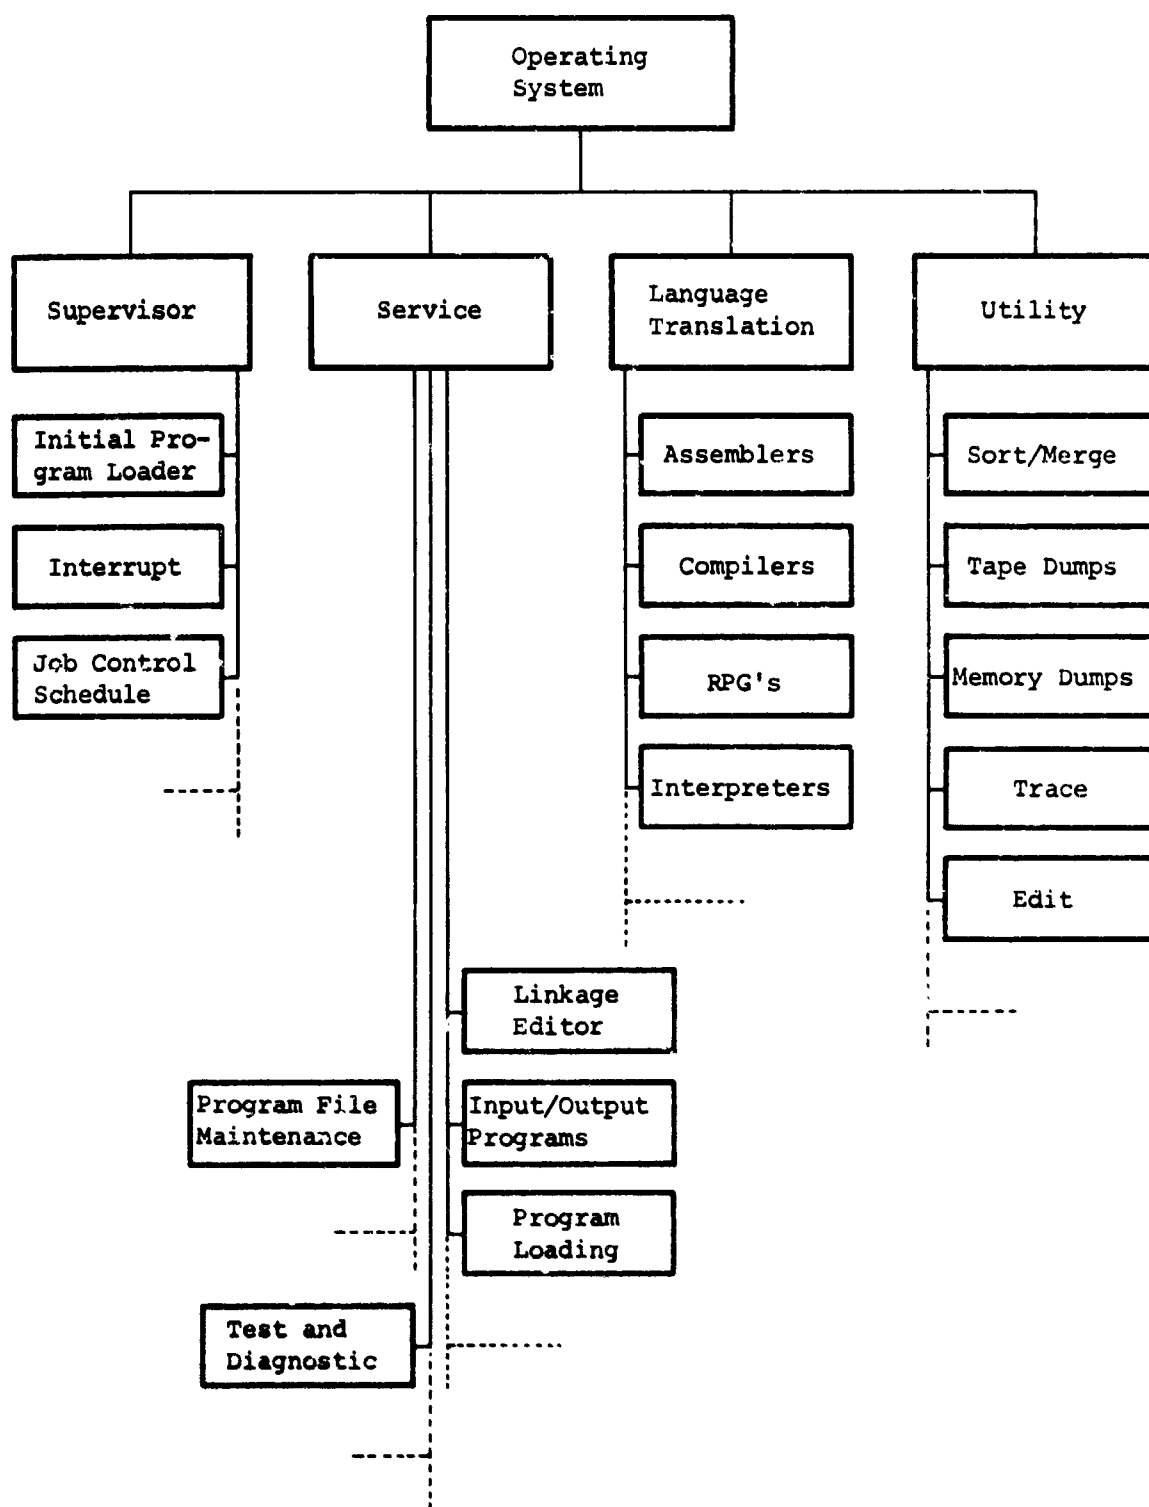 Operating
System
Supervisor
Service
Language
Translation
Utility
Initial Pro-
gram Loader
Interrupt
Job Control
Schedule
Assemblers
Compilers
RPG's
Interpreters
Sort/Merge
Tape Dumps
Memory Dumps
Trace
Edit
Linkage
Editor
Program File
Maintenance
Input/Output
Programs
Program
Loading
Test and
Diagnostic